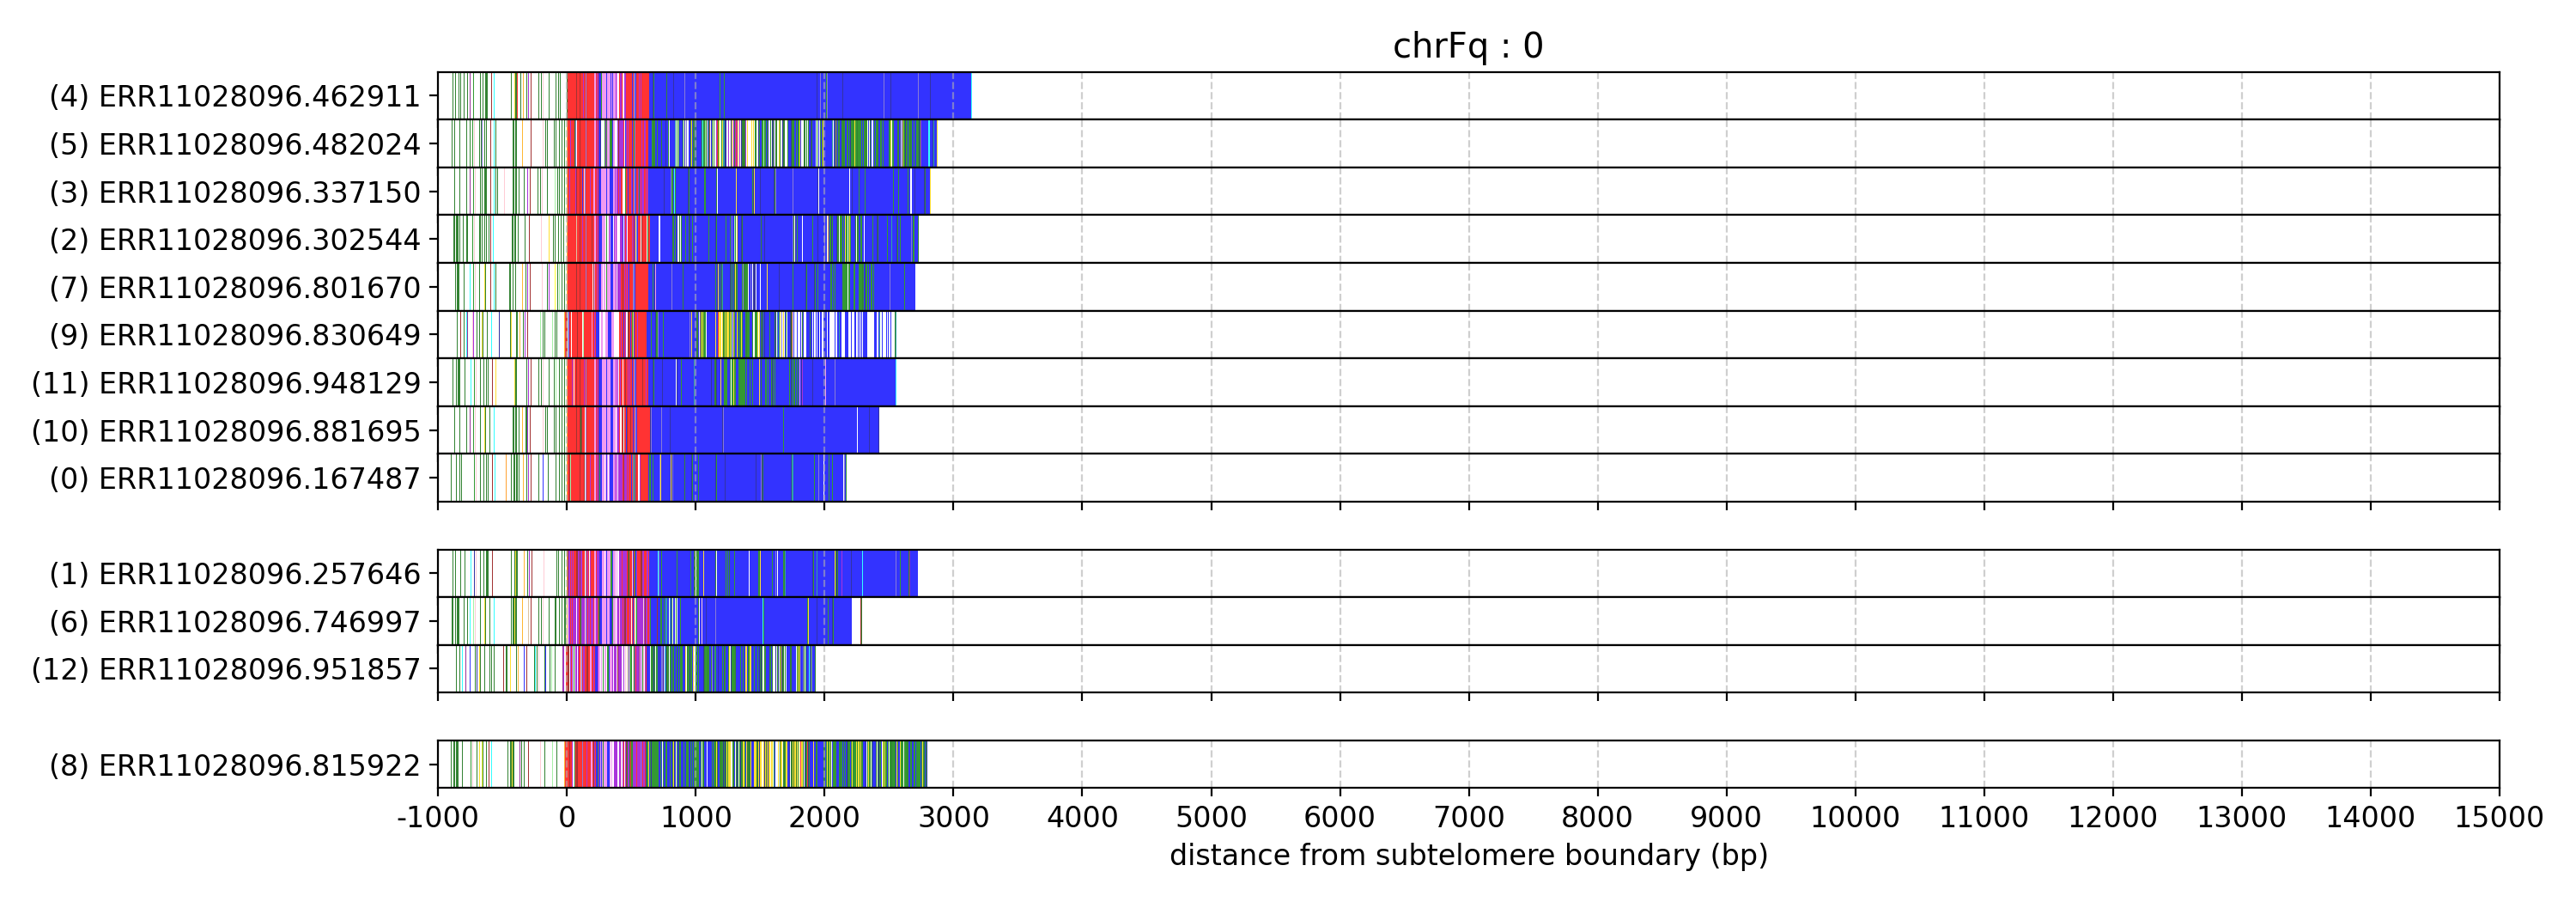 chrFq : 0
(4) ERR11028096.462911
(5) ERR11028096.482024
(3) ERR11028096.337150
(2) ERR11028096.302544
(7) ERR11028096.801670
(9) ERR11028096.830649
(11) ERR11028096.948129
(10) ERR11028096.881695
(0) ERR11028096.167487
(1) ERR11028096.257646
(6) ERR11028096.746997
(12) ERR11028096.951857
(8) ERR11028096.815922
-1000 0 1000 2000 3000 4000 5000 6000 7000 8000 9000 10000 11000 12000 13000 14000 15000
distance from subtelomere boundary (bp)